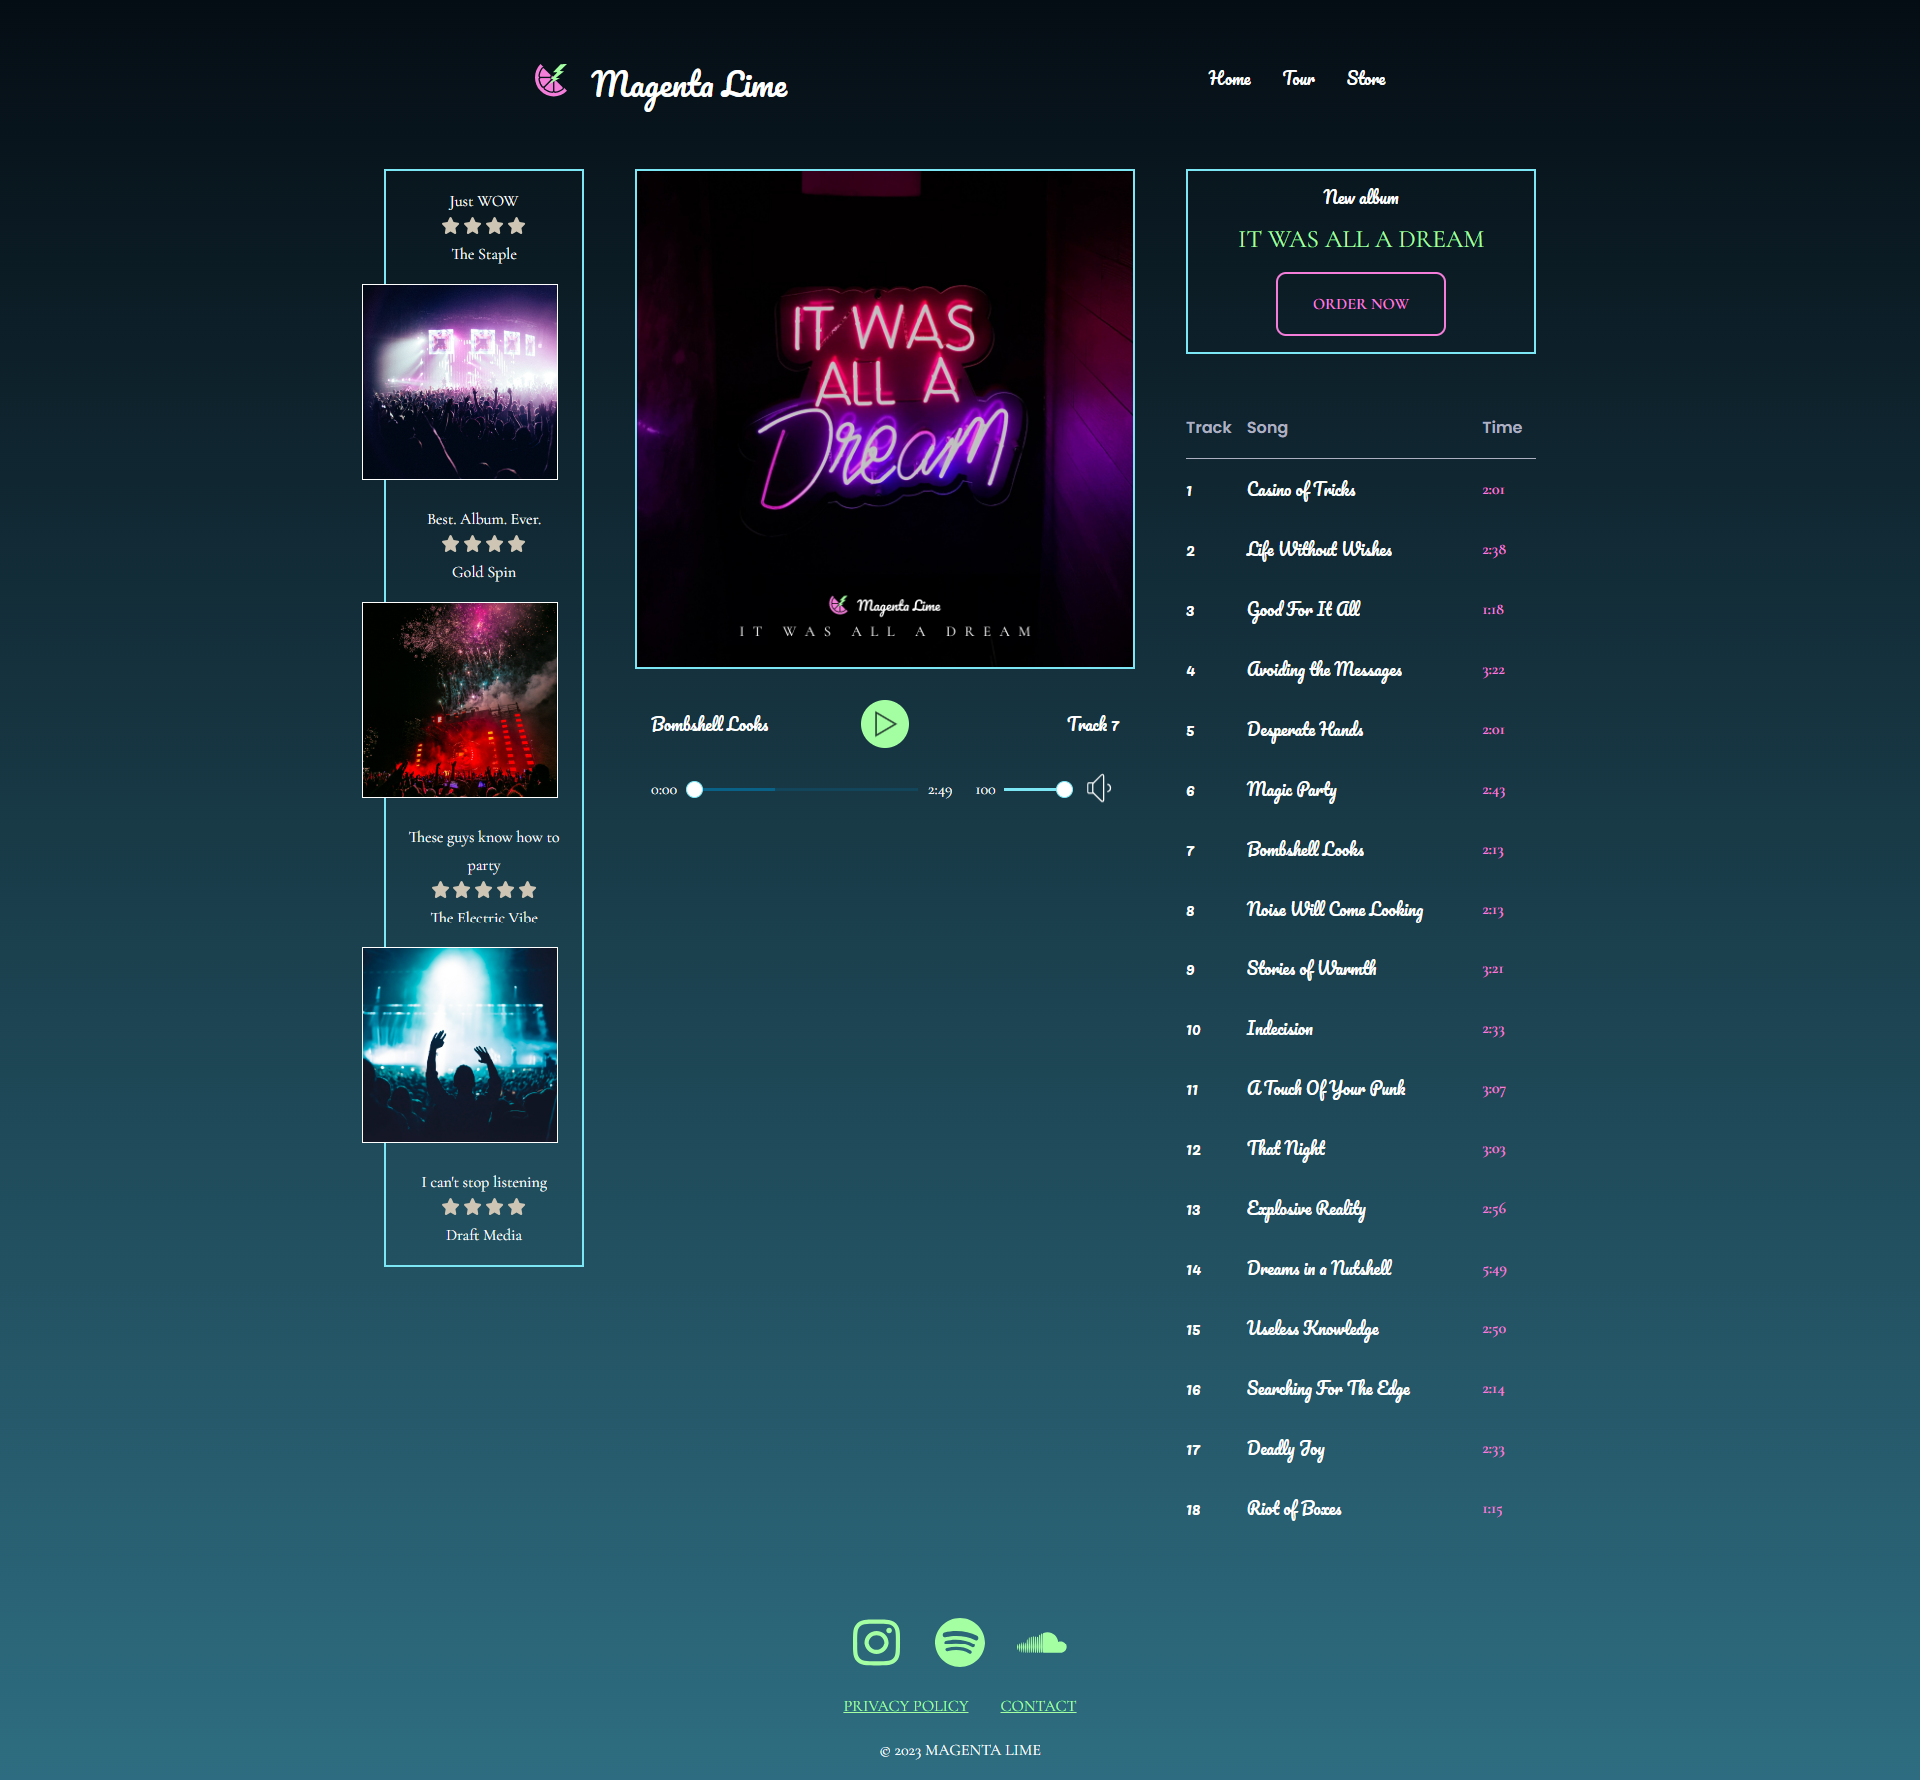 Magenta Lime
Home
Tour
Store
Just WOW
The Staple
Best. Album. Ever.
Gold Spin
These guys know how to
party
The Electric Vibe
I can't stop listening
Draft Media
IT WAS
ALL A
Dream
Magenta Lime
IT WAS ALL A DREAM
Bombshell Looks
Track 7
0:00
2:49
100
New album
IT WAS ALL A DREAM
ORDER NOW
Track Song Time
1 Casino of Tricks 2:01
2 Life Without Wishes 2:38
3 Good For It All 1:18
4 Avoiding the Messages 3:22
5 Desperate Hands 2:01
6 Magic Party 2:43
7 Bombshell Looks 2:13
8 Noise Will Come Looking 2:13
9 Stories of Warmth 3:21
10 Indecision 2:33
11 A Touch Of Your Punk 3:07
12 That Night 3:03
13 Explosive Reality 2:56
14 Dreams in a Nutshell 5:49
15 Useless Knowledge 2:50
16 Searching For The Edge 2:14
17 Deadly Joy 2:33
18 Riot of Boxes 1:15
PRIVACY POLICY
CONTACT
© 2023 MAGENTA LIME